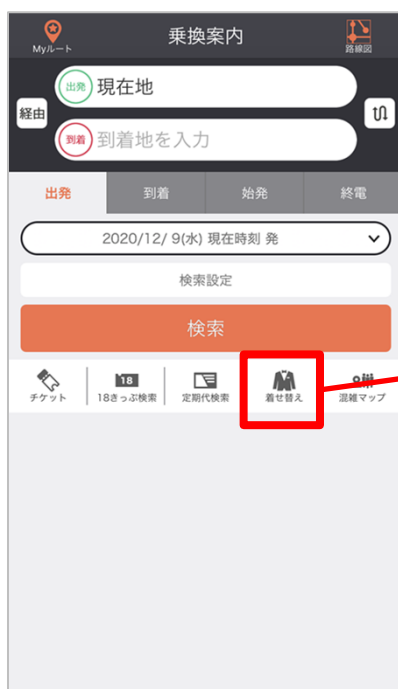 Myルート
乗換案内
路線図
出発 現在地
経由
到着 到着地を入力
出発 到着 始発 終電
2020/12/ 9(水) 現在時刻 発
検索設定
検索
18
チケット 18きっぷ検索 定期代検索 着せ替え 混雑マップ